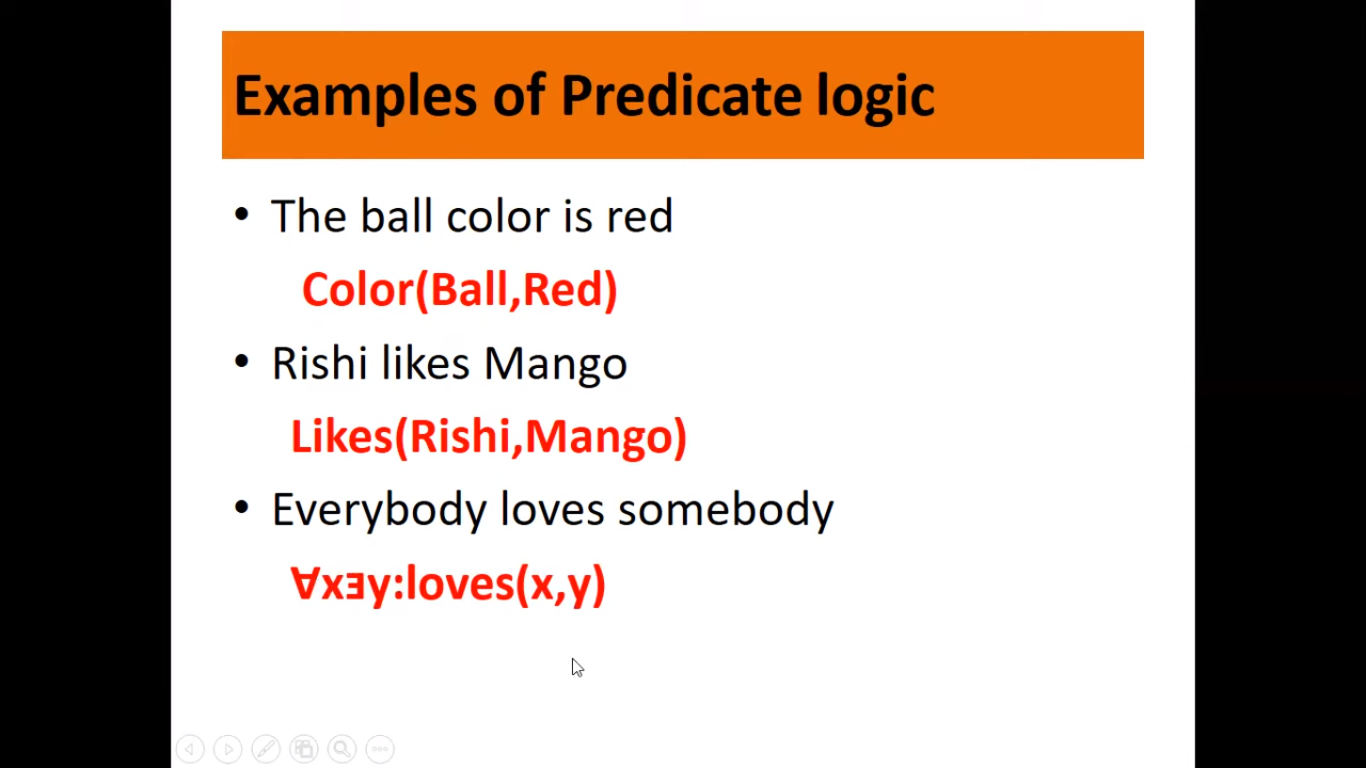 Examples of Predicate logic
• The ball color is red
Color(Ball,Red)
• Rishi likes Mango
Likes(Rishi,Mango)
• Everybody loves somebody
∀x∃y:loves(x,y)